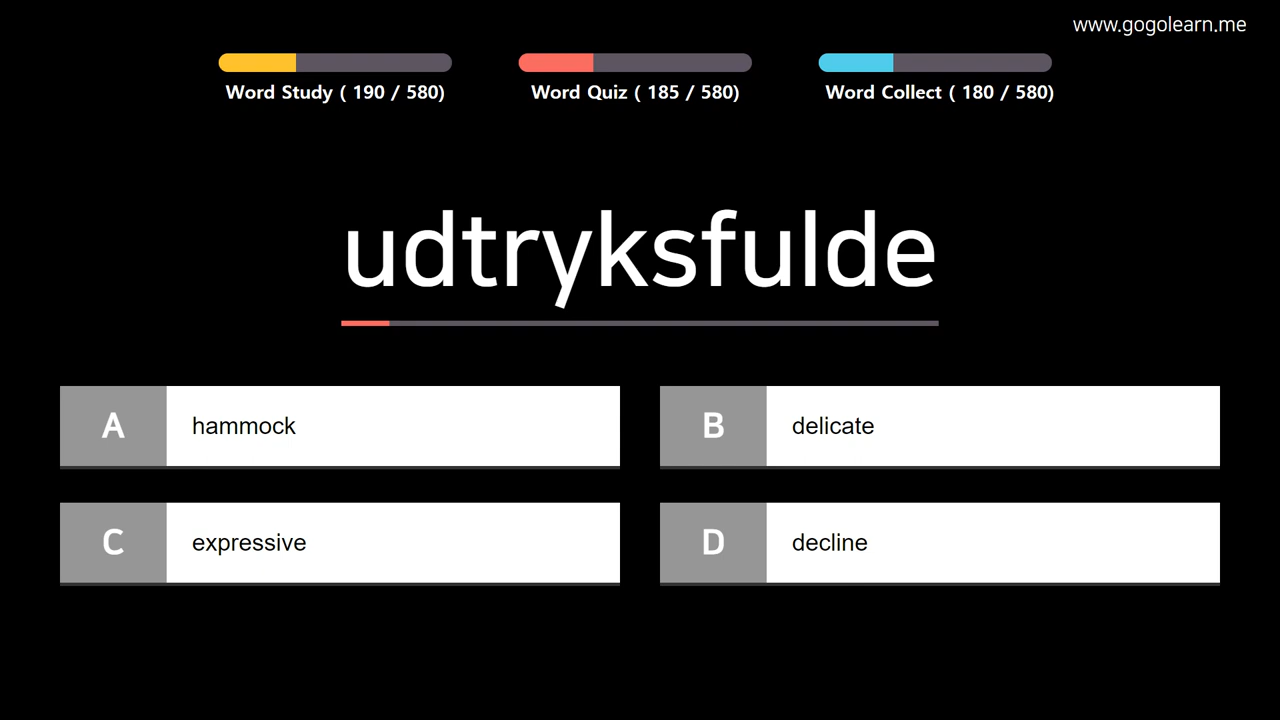 www.gogolearn.me
Word Study ( 190 / 580)
Word Quiz ( 185 / 580)
Word Collect ( 180 / 580)
udtryksfulde
A hammock
B delicate
C expressive
D decline